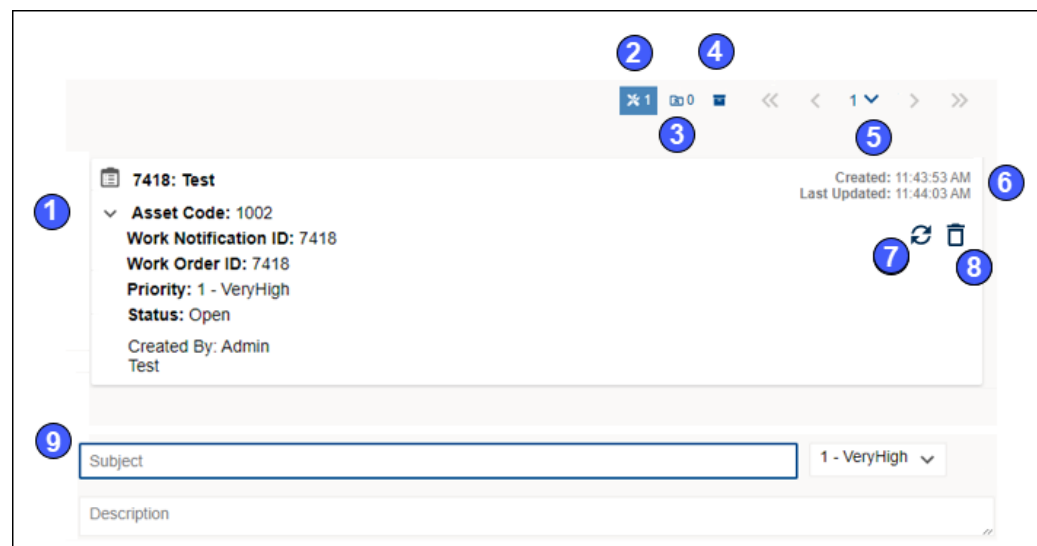 2 4
1 0 1
3 5
7418: Test Created: 11:43:53 AM
Last Updated: 11:44:03 AM 6
1 Asset Code: 1002
Work Notification ID: 7418
7 8
Work Order ID: 7418
Priority: 1 - VeryHigh
Status: Open
Created By: Admin
Test
9
Subject 1 - VeryHigh
Description